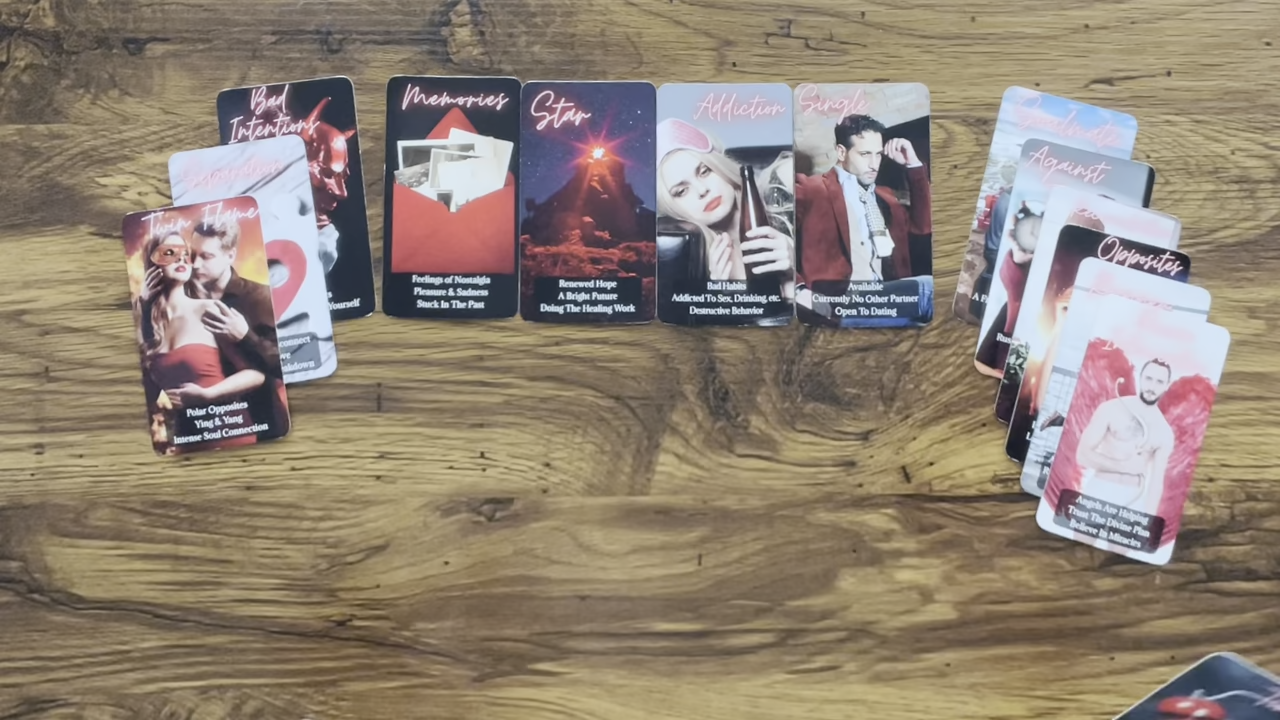 Bad
Intentions
Yourself
Separation
connect
Twin Flame
Polar Opposites
Ying & Yang
Intense Soul Connection
Memories
Feelings of Nostalgia
Pleasure & Sadness
Stuck In The Past
Star
Renewed Hope
A Bright Future
Doing The Healing Work
Addiction
Bad Habits
Addicted To Sex, Drinking, etc.
Destructive Behavior
Single
Available
Currently No Other Partner
Open To Dating
Soulmate
Against
Opposites
Angels Are Helping
Trust The Divine Plan
Believe In Miracles